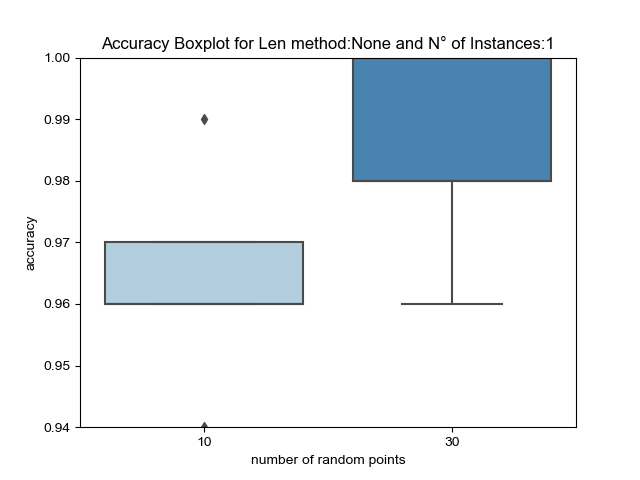 Accuracy Boxplot for Len method:None and N° of Instances:1
1.00
0.99
0.98
0.97
0.96
0.95
0.94
accuracy
10 30
number of random points